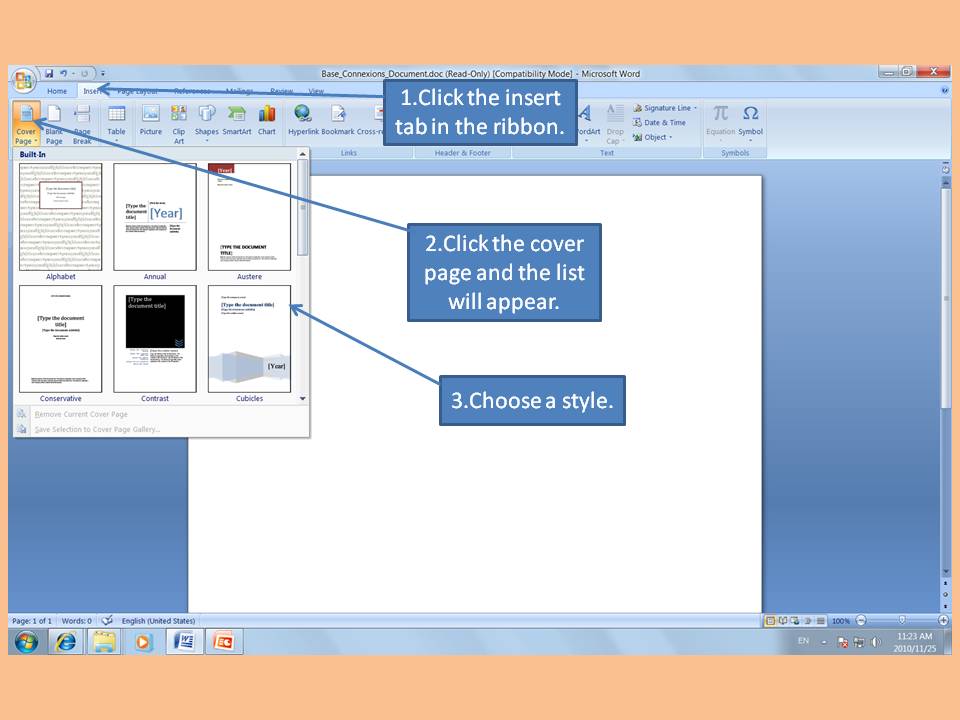 Base_Connexions_Document.doc (Read-Only) [Compatibility Mode] - Microsoft Word
Home Insert Page Layout References Mailings Review View
1.Click the insert
tab in the ribbon.
Cover
Page
Blank
Page
Page
Break
Table
Picture
Clip
Art
Shapes
SmartArt
Chart
Hyperlink
Bookmark
Cross-r
WordArt
Drop
Cap
Signature Line
Date & Time
Object
Equation
Symbol
Links
Header & Footer
Text
Symbols
Built-In
[Type the
document
title]
[Year]
[Year]
[TYPE THE DOCUMENT
TITLE]
Alphabet
Annual
Austere
[Type the document
title]
[Type the
document title]
[Type the document title]
[Year]
Conservative
Contrast
Cubicles
Remove Current Cover Page
Save Selection to Cover Page Gallery...
2.Click the cover
page and the list
will appear.
3.Choose a style.
Page: 1 of 1 Words: 0 English (United States)
100%
EN
11:23 AM
2010/11/25